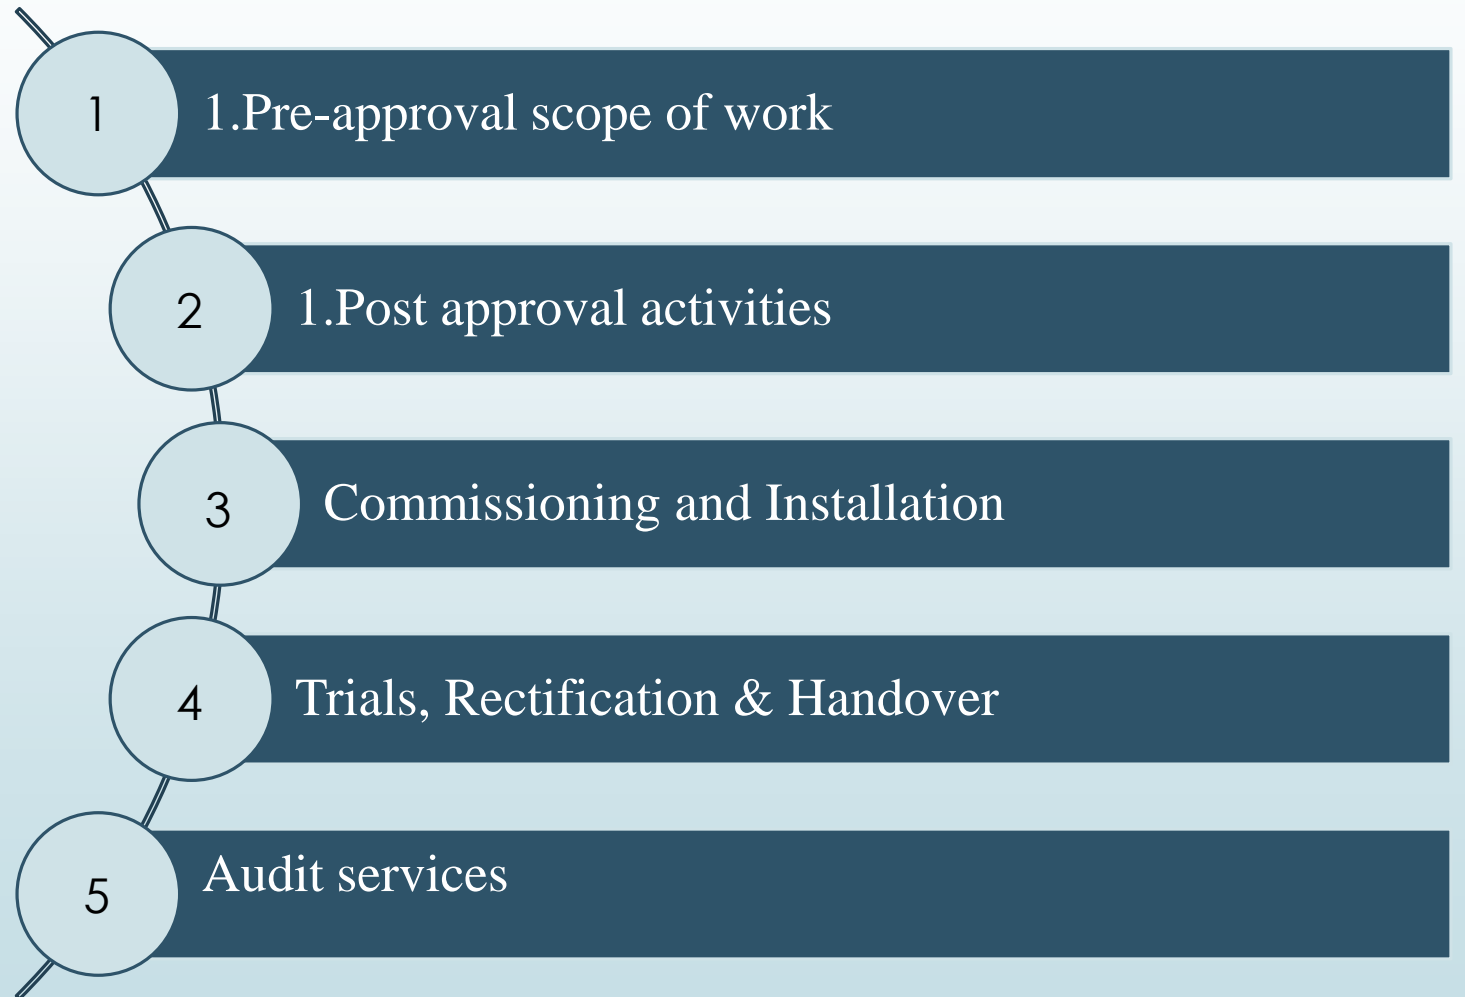 1
1.Pre-approval scope of work
2
1.Post approval activities
3
Commissioning and Installation
4
Trials, Rectification & Handover
5
Audit services